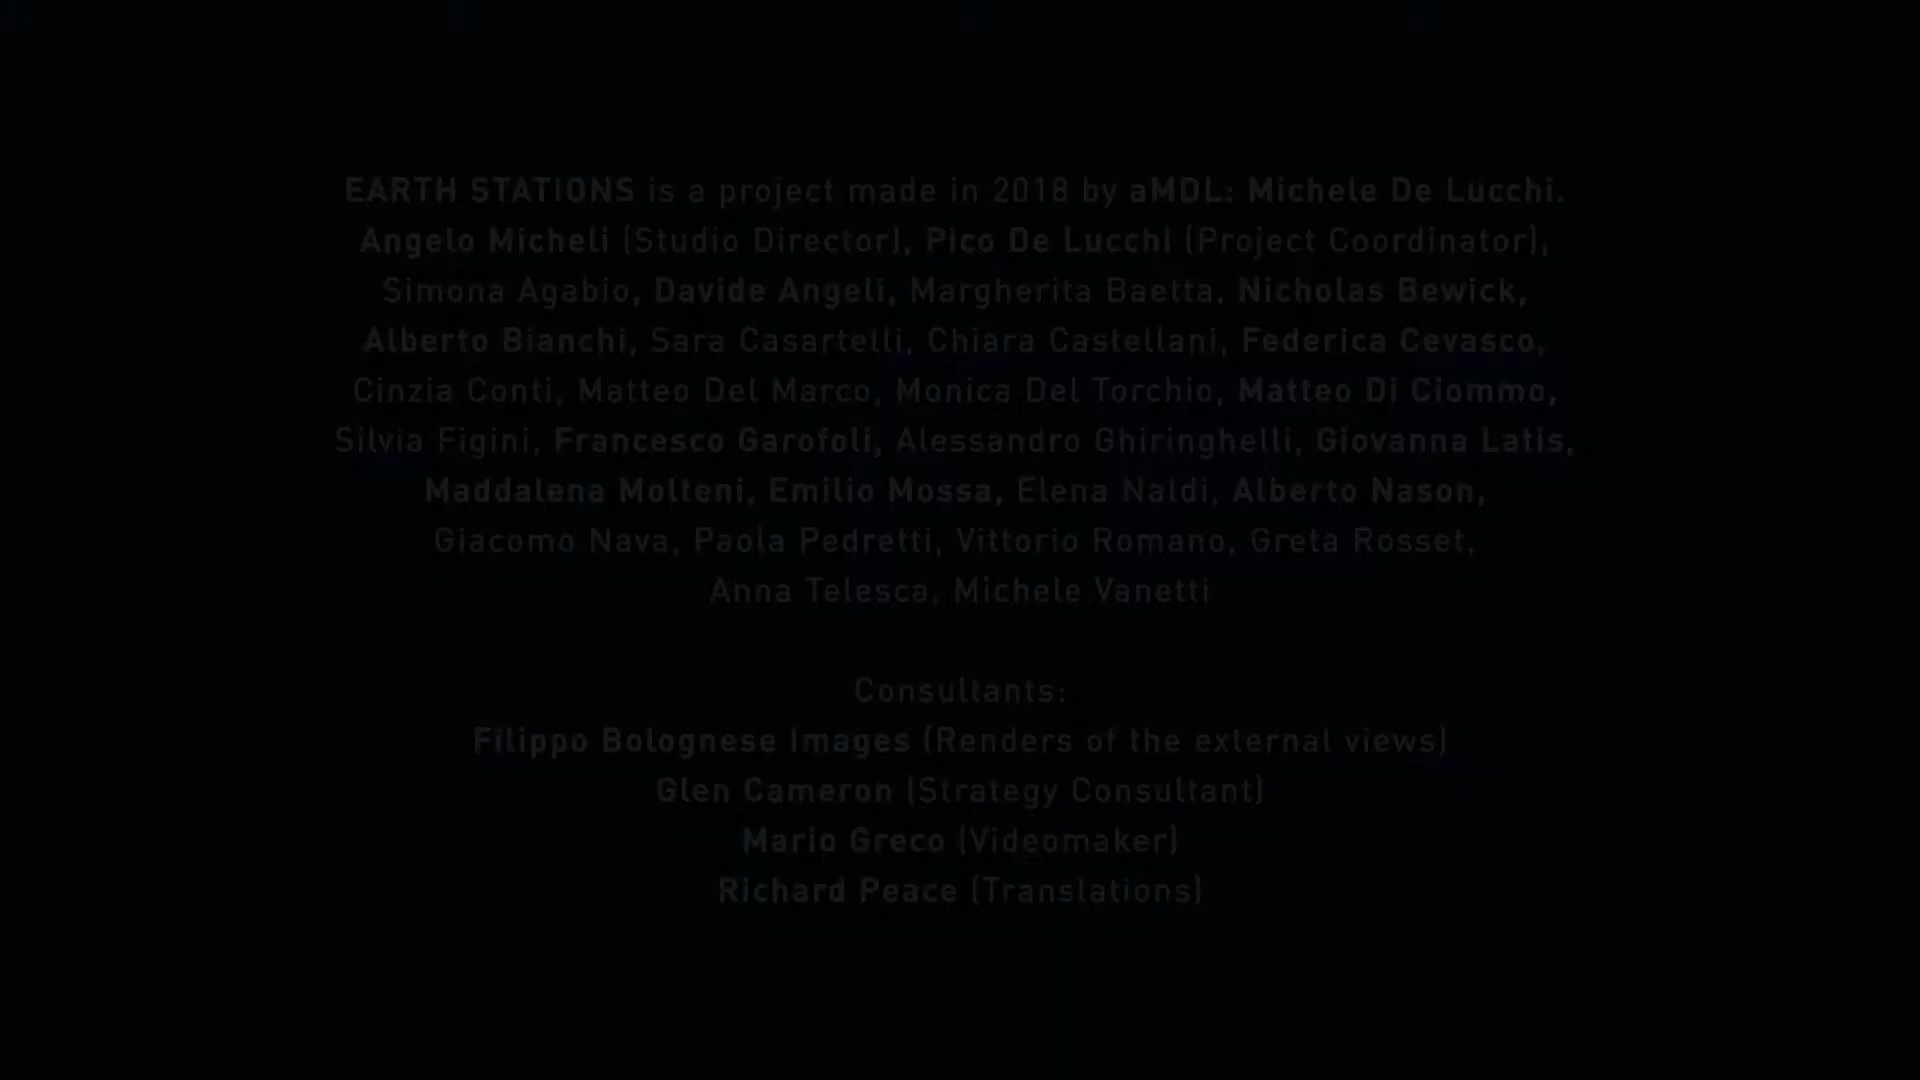 EARTH STATIONS is a project made in 2018 by aMDL: Michele De Lucchi.
Angelo Micheli (Studio Director), Pico De Lucchi (Project Coordinator),
Simona Agabio, Davide Angeli, Margherita Baetta, Nicholas Bewick,
Alberto Bianchi, Sara Casartelli, Chiara Castellani, Federica Cevasco,
Cinzia Conti, Matteo Del Marco, Monica Del Torchio, Matteo Di Ciommo,
Silvia Figini, Francesco Garofoli, Alessandro Ghiringhelli, Giovanna Latis,
Maddalena Molteni, Emilio Mossa, Elena Naldi, Alberto Nason,
Giacomo Nava, Paola Pedretti, Vittorio Romano, Greta Rosset,
Anna Telesca, Michele Vanetti
Consultants:
Filippo Bolognese Images (Renders of the external views)
Glen Cameron (Strategy Consultant)
Mario Greco (Videomaker)
Richard Peace (Translations)